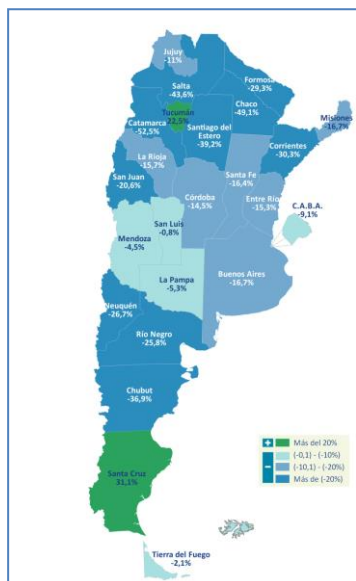 Jujuy
-11%
Salta
-43,6%
Formosa
-29,3%
Tucumán
22,5%
Chaco
-49,1%
Misiones
-16,7%
Catamarca
-52,5%
Santiago del
Estero
-39,2%
Corrientes
-30,3%
La Rioja
-15,7%
Santa Fe
-16,4%
San Juan
-20,6%
Córdoba
-14,5%
Entre Río
-15,3%
C.A.B.A.
-9,1%
San Luis
-0,8%
Mendoza
-4,5%
La Pampa
-5,3%
Buenos Aires
-16,7%
Neuquén
-26,7%
Río Negro
-25,8%
Chubut
-36,9%
Santa Cruz
31,1%
Tierra del Fuego
-2,1%
+ Más del 20%
(-0,1) - (-10%)
− (-10,1) - (-20%)
Más de (-20%)